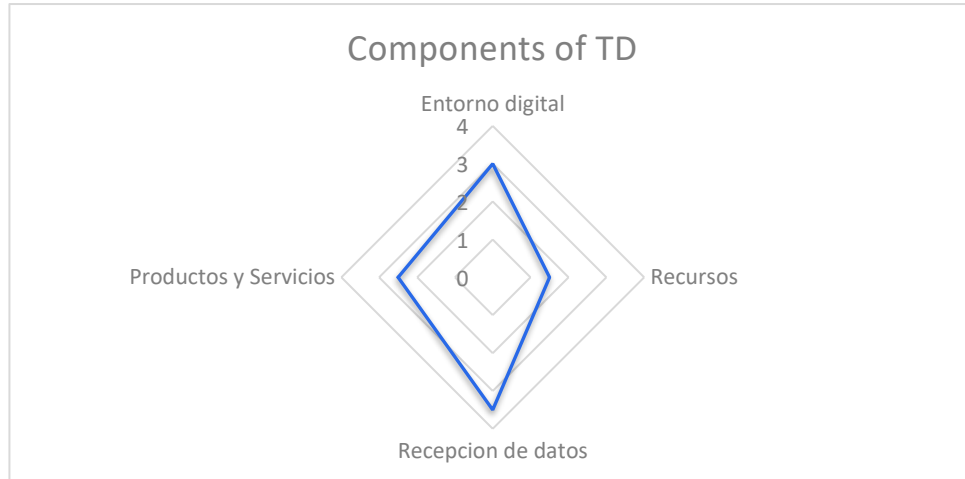 Components of TD
Entorno digital
4
3
2
1
0
Productos y Servicios
Recursos
Recepcion de datos